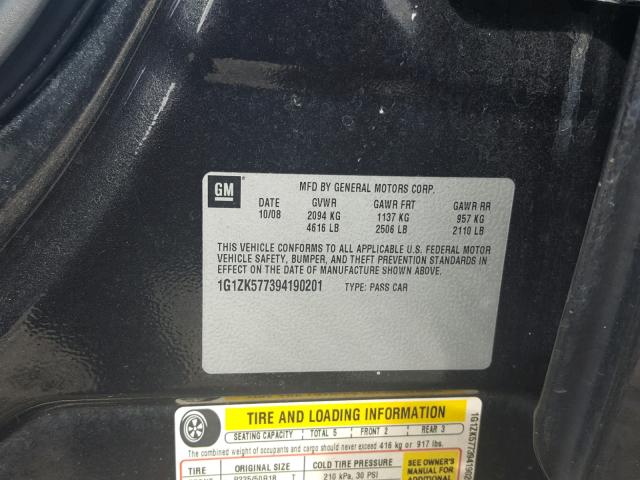 GM
MFD BY GENERAL MOTORS CORP.
DATE GVWR GAWR FRT GAWR RR
10/08 2094 KG 1137 KG 957 KG
4616 LB 2506 LB 2110 LB
THIS VEHICLE CONFORMS TO ALL APPLICABLE U.S. FEDERAL MOTOR
VEHICLE SAFETY, BUMPER, AND THEFT PREVENTION STANDARDS IN
EFFECT ON THE DATE OF MANUFACTURE SHOWN ABOVE.
1G1ZK577394190201 TYPE: PASS CAR
TIRE AND LOADING INFORMATION
SEATING CAPACITY TOTAL 5 FRONT 2 REAR 3
The combined weight of occupants and cargo should never exceed 416 kg or 917 lbs.
TIRE ORIGINAL SIZE COLD TIRE PRESSURE
P225/50R18 T 210 kPa, 30 PSI
SEE OWNER'S
MANUAL FOR
ADDITIONAL
1G1ZK5773941902